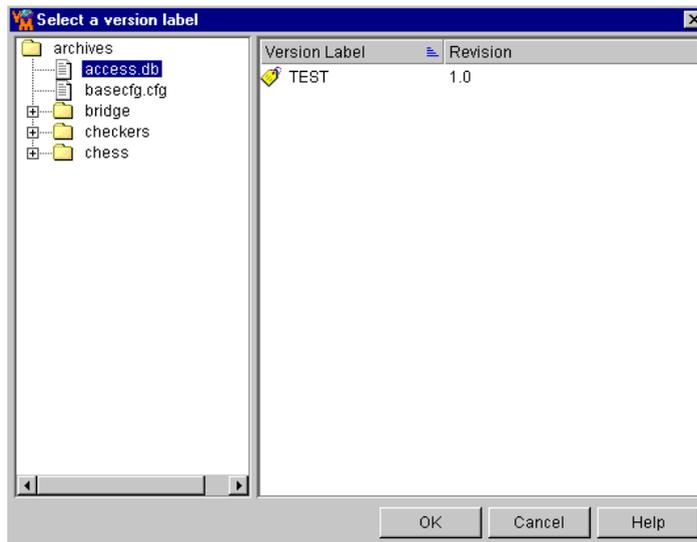 Select a version label
archives
access.db
basecfg.cfg
bridge
checkers
chess
Version Label Revision
TEST 1.0
OK Cancel Help